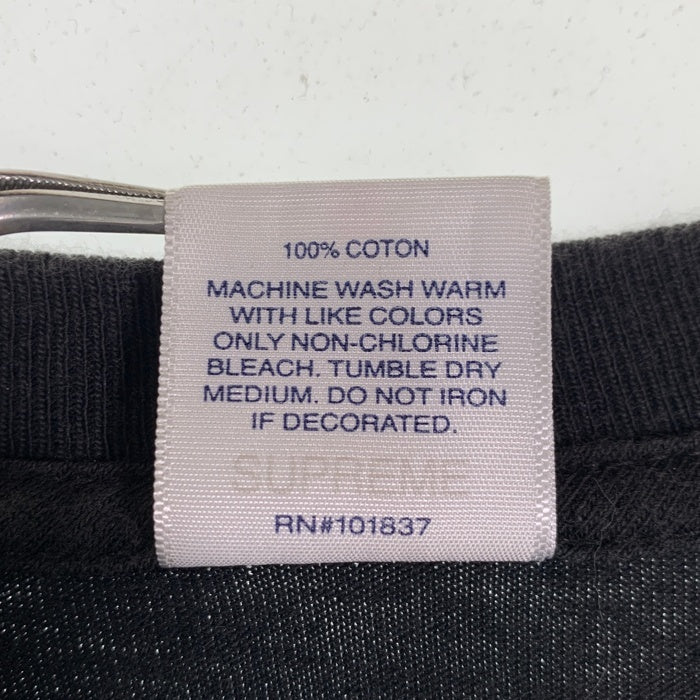 100% COTON
MACHINE WASH WARM
WITH LIKE COLORS
ONLY NON-CHLORINE
BLEACH. TUMBLE DRY
MEDIUM. DO NOT IRON
IF DECORATED.
SUPREME
RN#101837